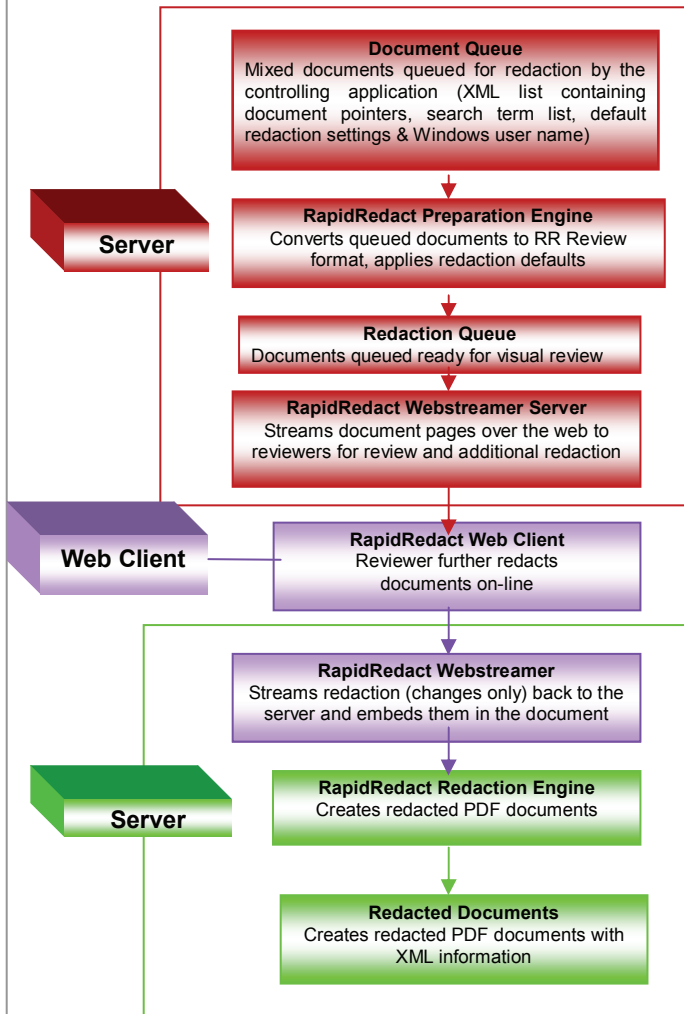 Document Queue
Mixed documents queued for redaction by the
controlling application (XML list containing
document pointers, search term list, default
redaction settings & Windows user name)
Server
RapidRedact Preparation Engine
Converts queued documents to RR Review
format, applies redaction defaults
Redaction Queue
Documents queued ready for visual review
RapidRedact Webstreamer Server
Streams document pages over the web to
reviewers for review and additional redaction
Web Client
RapidRedact Web Client
Reviewer further redacts
documents on-line
RapidRedact Webstreamer
Streams redaction (changes only) back to the
server and embeds them in the document
Server
RapidRedact Redaction Engine
Creates redacted PDF documents
Redacted Documents
Creates redacted PDF documents with
XML information